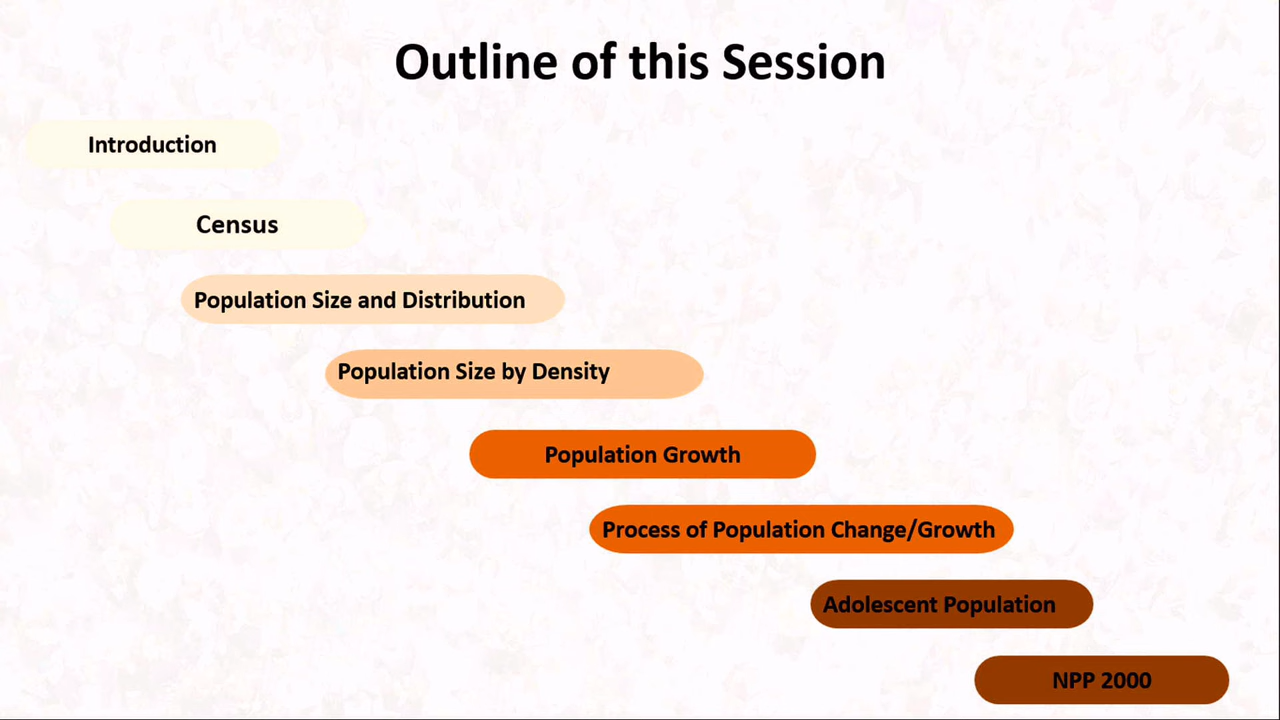 Outline of this Session
Introduction
Census
Population Size and Distribution
Population Size by Density
Population Growth
Process of Population Change/Growth
Adolescent Population
NPP 2000